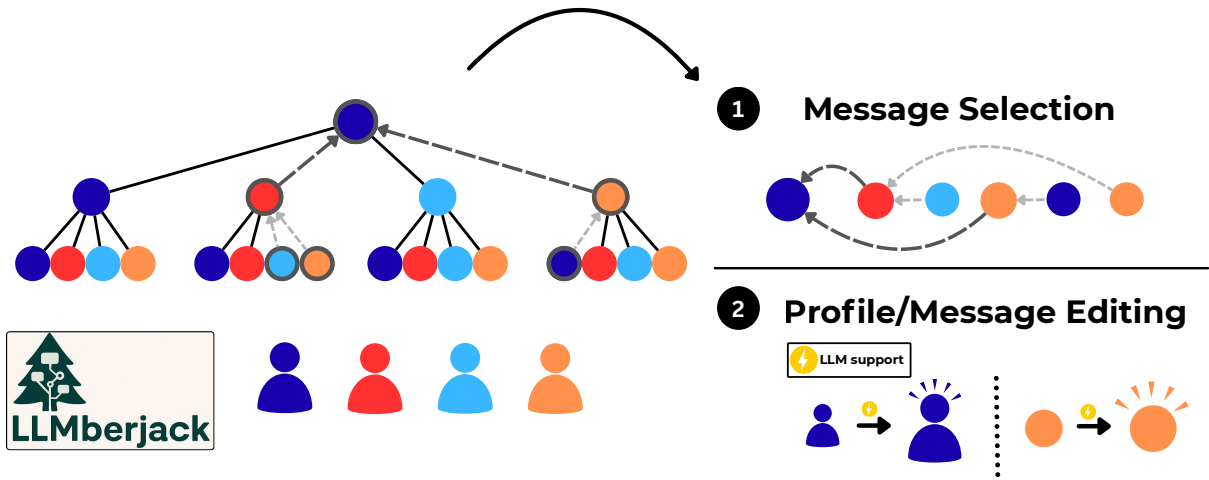 1
Message Selection
2
Profile/Message Editing
LLM support
LLMberjack